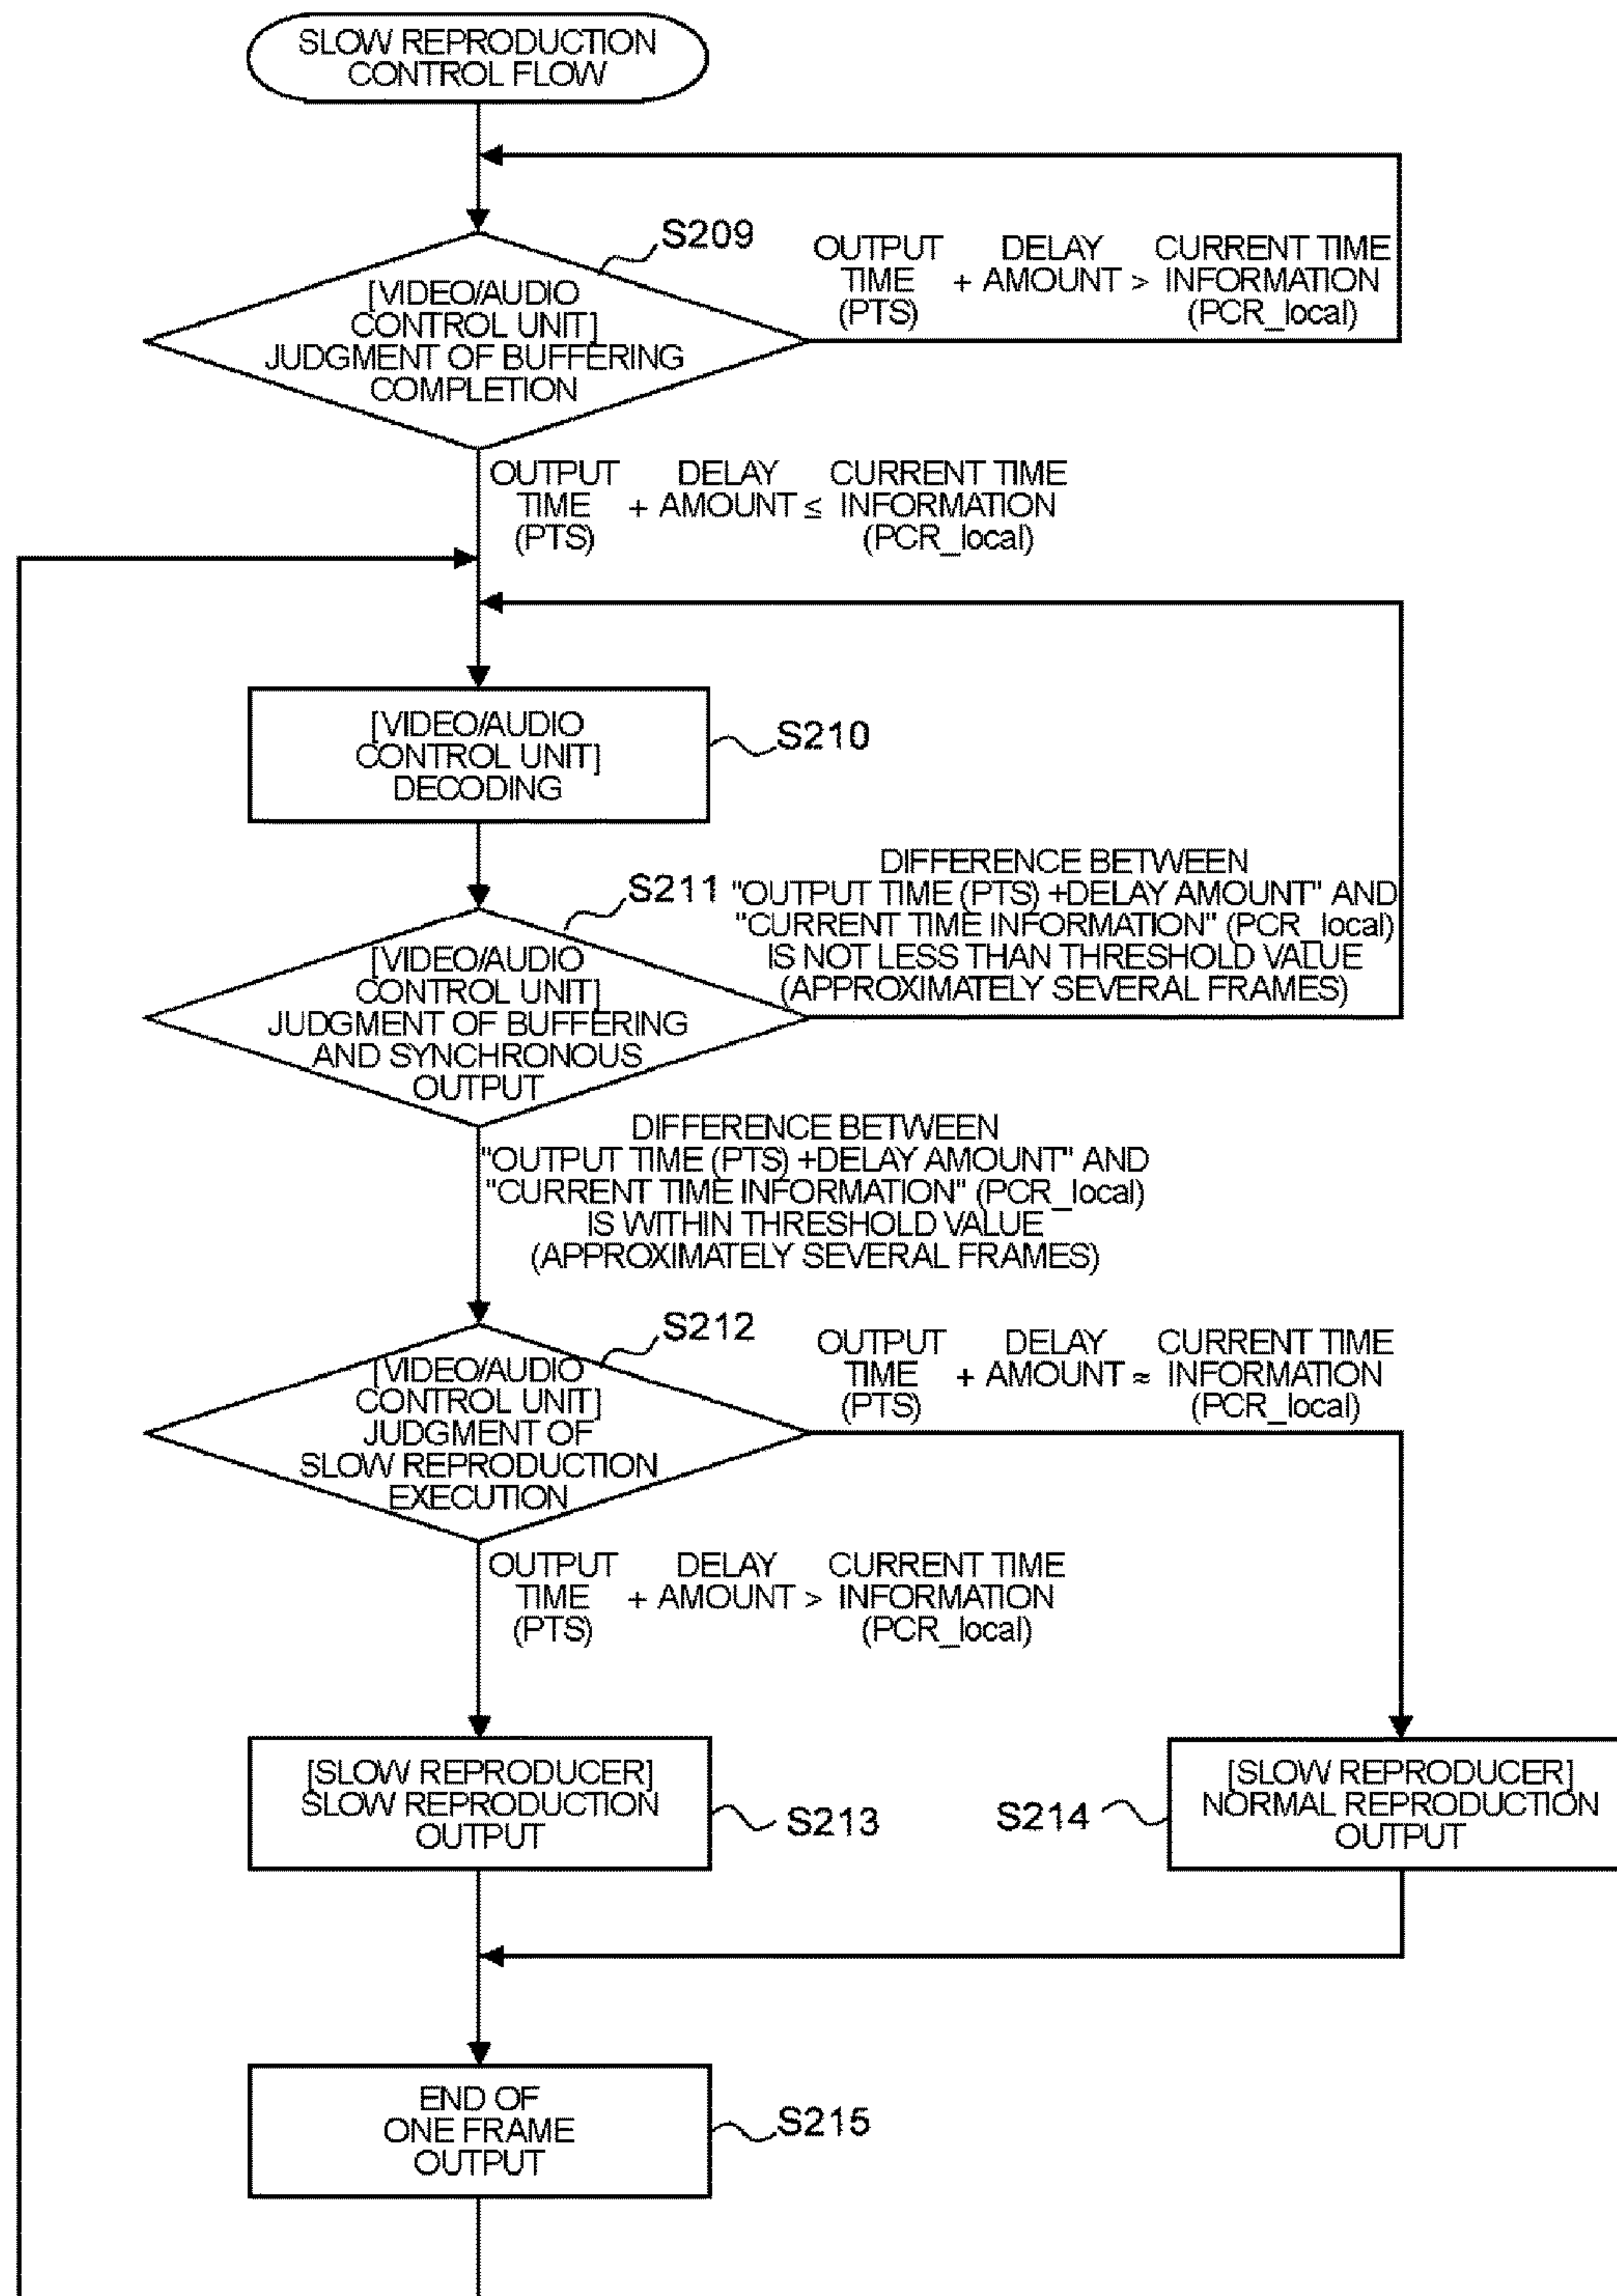 SLOW REPRODUCTION
CONTROL FLOW
S209
[VIDEO/AUDIO
CONTROL UNIT]
JUDGMENT OF BUFFERING
COMPLETION
OUTPUT DELAY CURRENT TIME
TIME + AMOUNT > INFORMATION
(PTS) (PCR_local)
OUTPUT DELAY CURRENT TIME
TIME + AMOUNT ≤ INFORMATION
(PTS) (PCR_local)
[VIDEO/AUDIO
CONTROL UNIT]
DECODING
S210
S211
[VIDEO/AUDIO
CONTROL UNIT]
JUDGMENT OF BUFFERING
AND SYNCHRONOUS
OUTPUT
DIFFERENCE BETWEEN
"OUTPUT TIME (PTS) +DELAY AMOUNT" AND
"CURRENT TIME INFORMATION" (PCR_local)
IS NOT LESS THAN THRESHOLD VALUE
(APPROXIMATELY SEVERAL FRAMES)
DIFFERENCE BETWEEN
"OUTPUT TIME (PTS) +DELAY AMOUNT" AND
"CURRENT TIME INFORMATION" (PCR_local)
IS WITHIN THRESHOLD VALUE
(APPROXIMATELY SEVERAL FRAMES)
S212
[VIDEO/AUDIO
CONTROL UNIT]
JUDGMENT OF
SLOW REPRODUCTION
EXECUTION
OUTPUT DELAY CURRENT TIME
TIME + AMOUNT ≈ INFORMATION
(PTS) (PCR_local)
OUTPUT DELAY CURRENT TIME
TIME + AMOUNT > INFORMATION
(PTS) (PCR_local)
[SLOW REPRODUCER]
SLOW REPRODUCTION
OUTPUT
S213
S214
[SLOW REPRODUCER]
NORMAL REPRODUCTION
OUTPUT
END OF
ONE FRAME
OUTPUT
S215